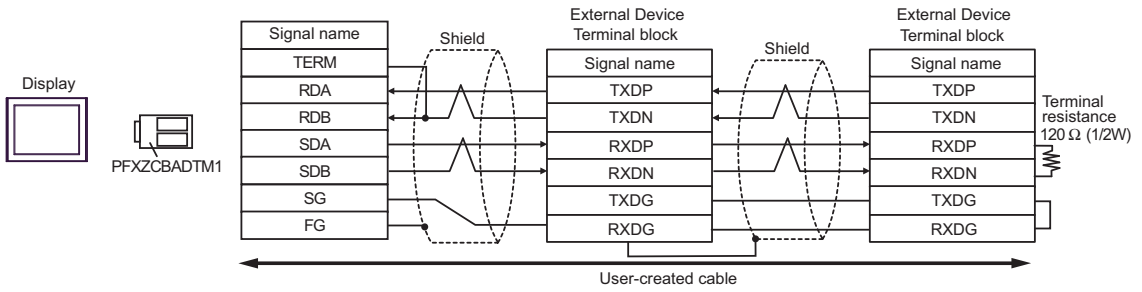 Display
PFXZCBADTM1
Signal name
TERM
RDA
RDB
SDA
SDB
SG
FG
Shield
External Device
Terminal block
Signal name
TXDP
TXDN
RXDP
RXDN
TXDG
RXDG
Shield
External Device
Terminal block
Signal name
TXDP
TXDN
RXDP
RXDN
TXDG
RXDG
Terminal
resistance
120 Ω (1/2W)
User-created cable